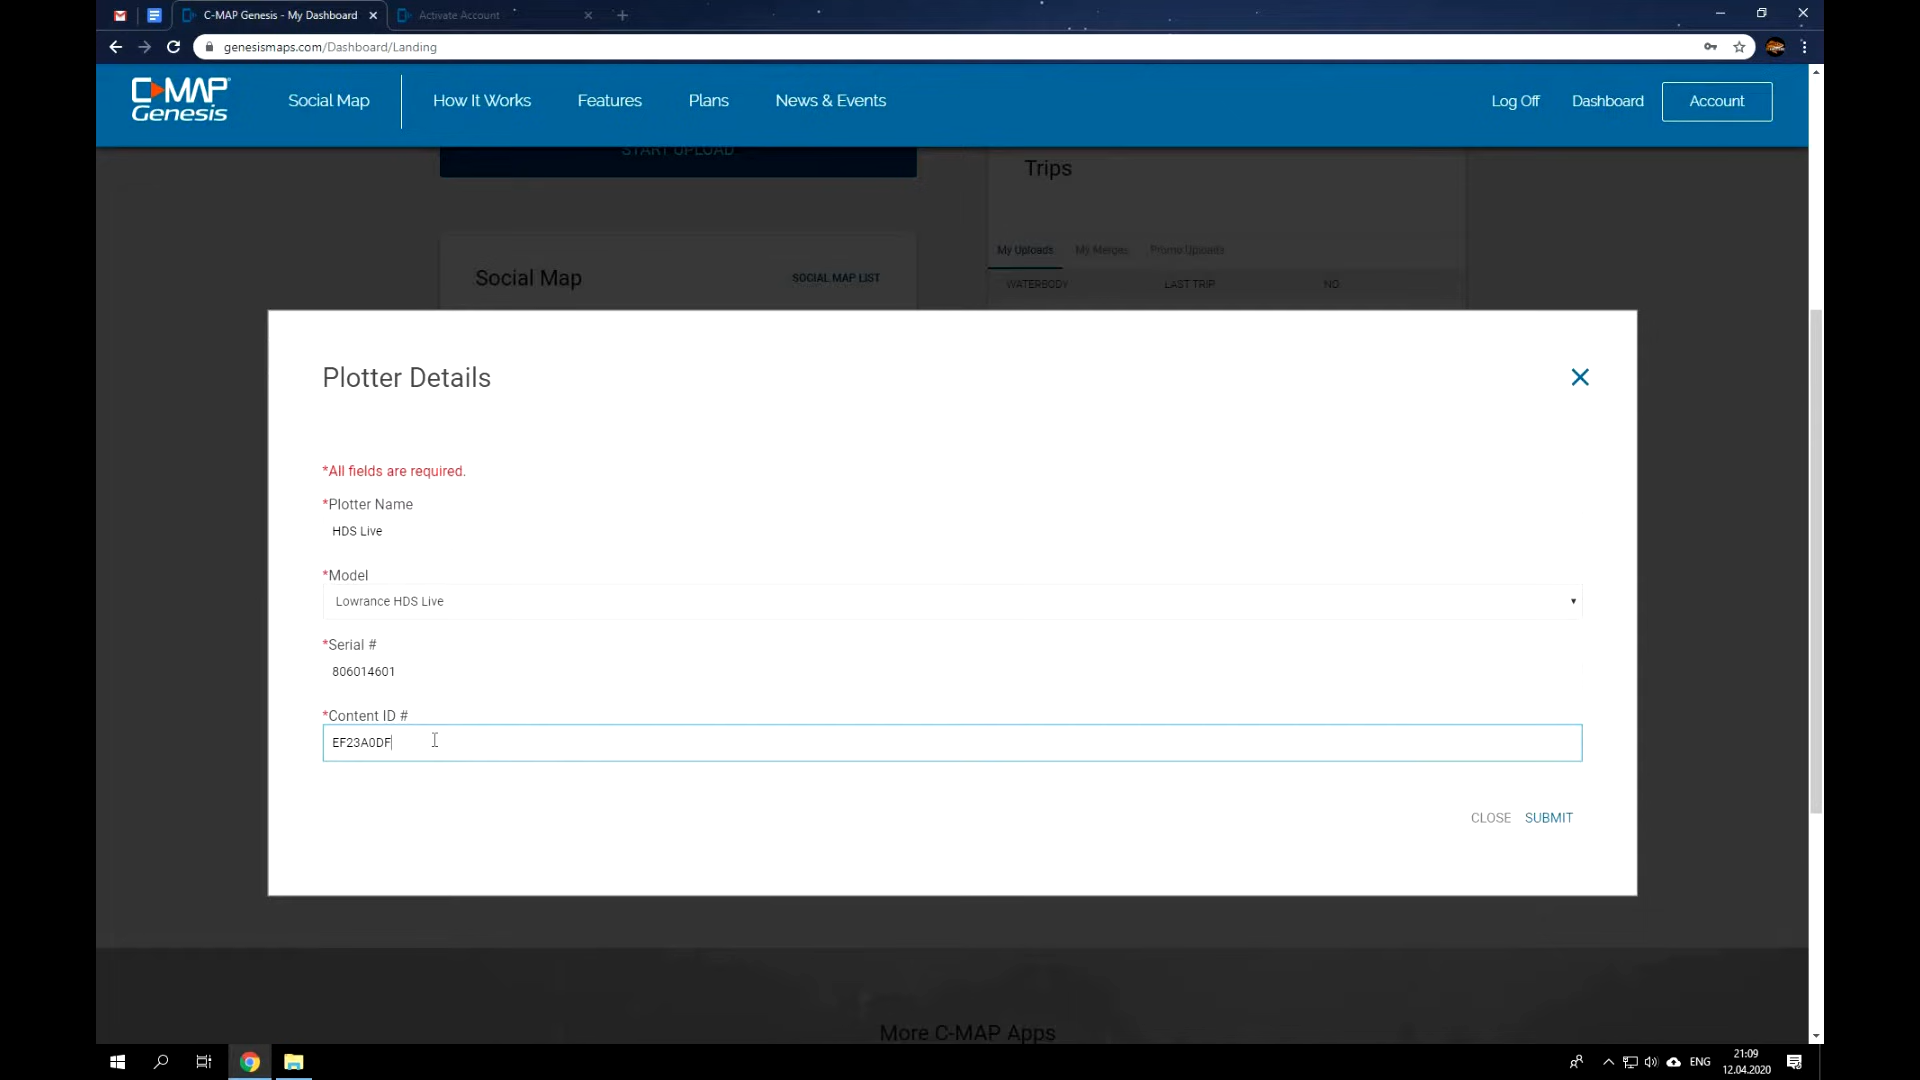 C-MAP Genesis - My Dashboard
Activate Account
genesismaps.com/Dashboard/Landing
C-MAP Genesis
Social Map
How It Works
Features
Plans
News & Events
Log Off
Dashboard
Account
START UPLOAD
Trips
My Uploads
My Merges
Promo Uploads
Social Map
SOCIAL MAP LIST
WATERBODY
LAST TRIP
NO.
Plotter Details
*All fields are required.
*Plotter Name
HDS Live
*Model
Lowrance HDS Live
*Serial #
806014601
*Content ID #
EF23A0DF
CLOSE
SUBMIT
More C-MAP Apps
ENG
21:09
12.04.2020